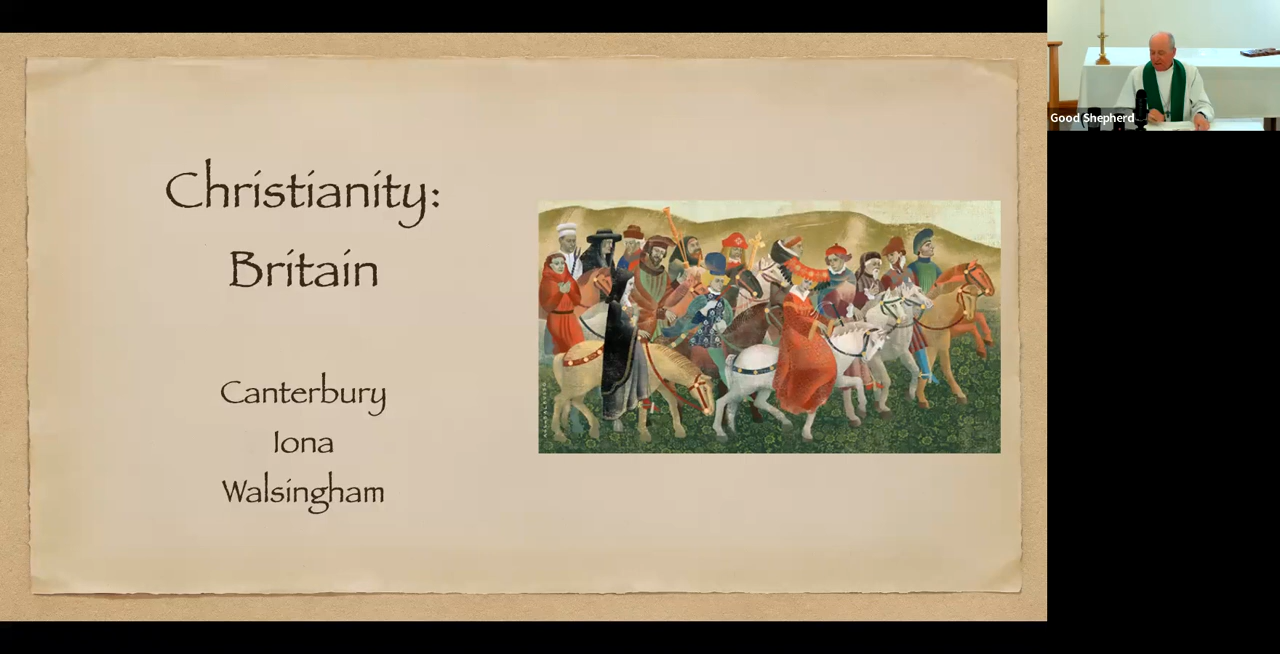 Christianity:
Britain
Canterbury
Iona
Walsingham
Good Shepherd